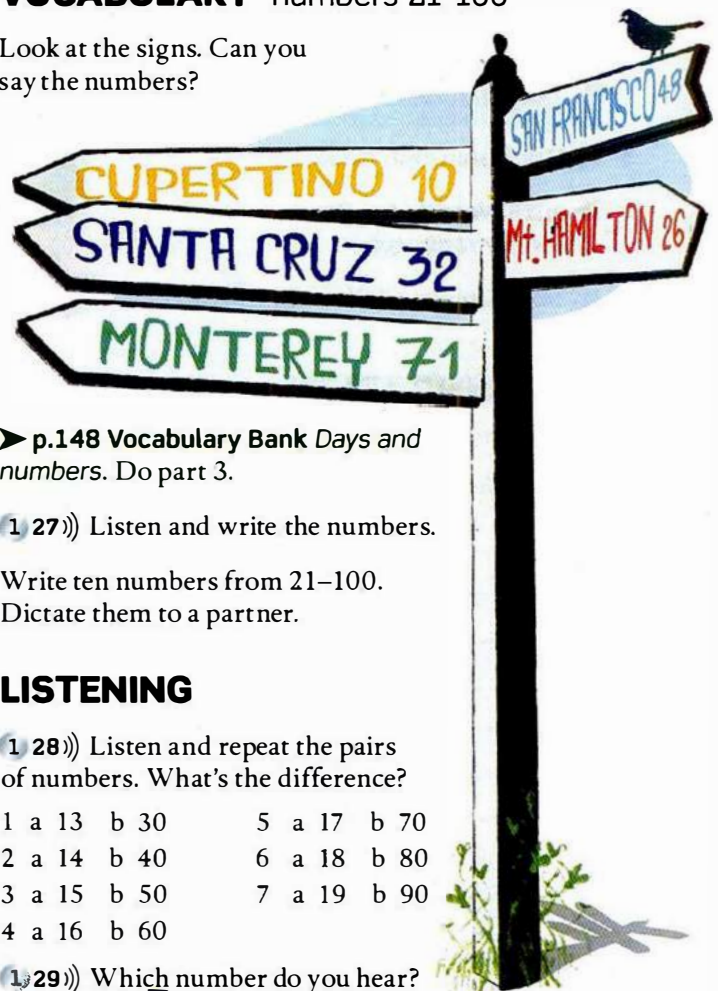 VOCABULARY numbers 21–100
Look at the signs. Can you
say the numbers?
SAN FRANCISCO 48
CUPERTINO 10
Mt. HAMILTON 26
SANTA CRUZ 32
MONTEREY 71
➤ p.148 Vocabulary Bank Days and
numbers. Do part 3.
1 27)) Listen and write the numbers.
Write ten numbers from 21–100.
Dictate them to a partner.
LISTENING
1 28)) Listen and repeat the pairs
of numbers. What's the difference?
1 a 13 b 30 5 a 17 b 70
2 a 14 b 40 6 a 18 b 80
3 a 15 b 50 7 a 19 b 90
4 a 16 b 60
1 29)) Which number do you hear?